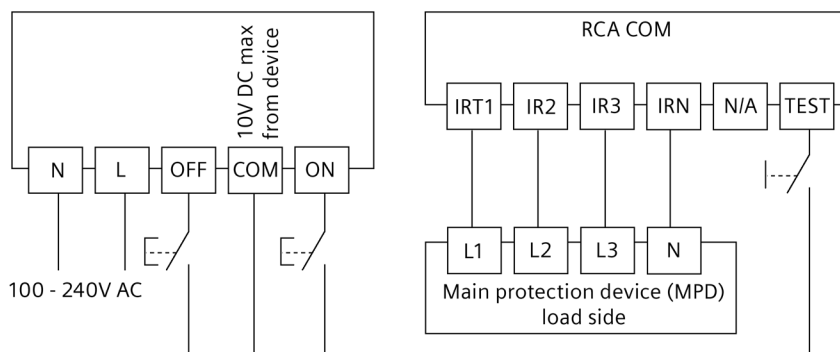 10V DC max
from device
N L OFF COM ON
100 - 240V AC
RCA COM
IRT1 IR2 IR3 IRN N/A TEST
L1 L2 L3 N
Main protection device (MPD)
load side